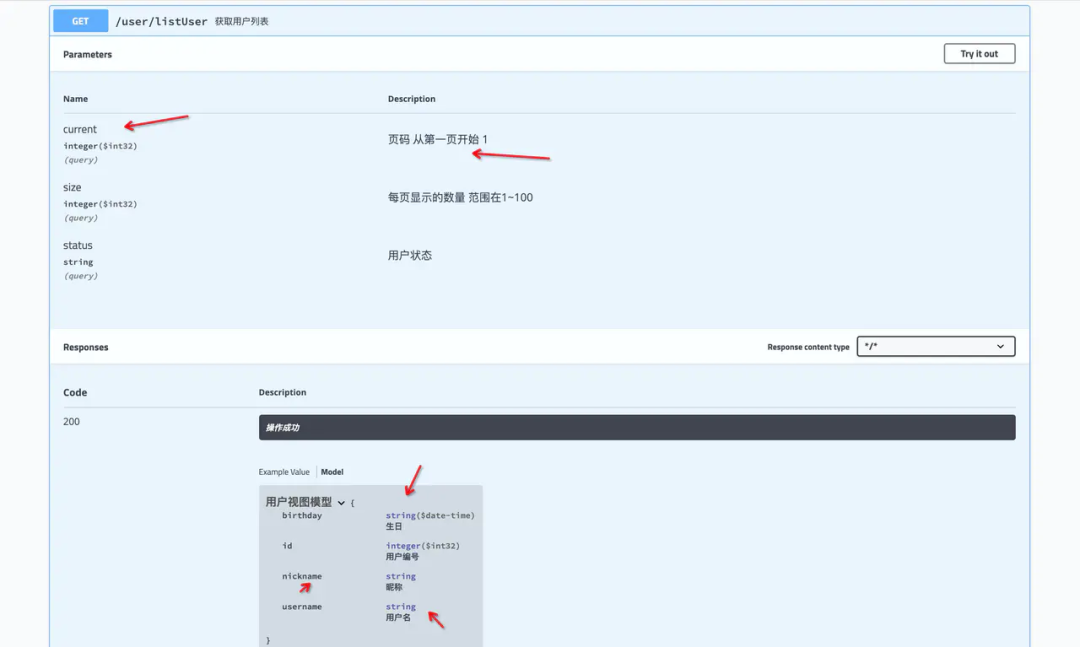 GET /user/listUser 获取用户列表
Parameters
Try it out
Name Description
current
integer($int32)
(query)
页码 从第一页开始 1
size
integer($int32)
(query)
每页显示的数量 范围在1~100
status
string
(query)
用户状态
Responses
Response content type */*
Code Description
200
操作成功
Example Value Model
用户视图模型 {
birthday string($date-time)
生日
id integer($int32)
用户编号
nickname string
昵称
username string
用户名
}